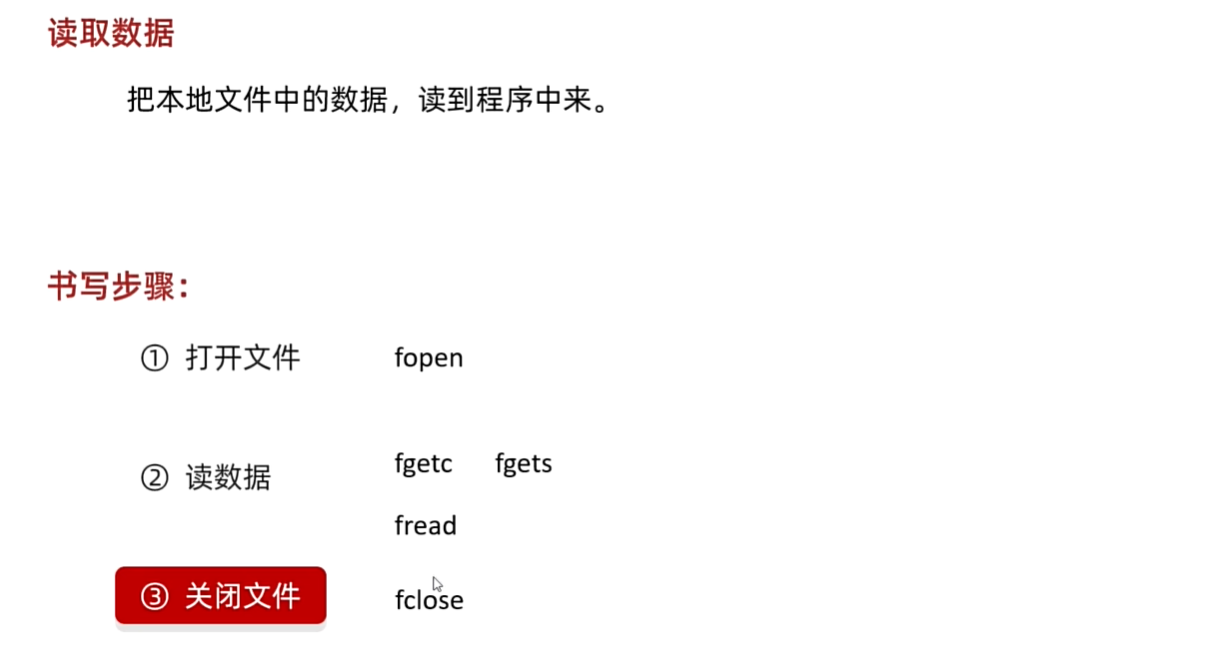 读取数据
把本地文件中的数据，读到程序中来。
书写步骤：
① 打开文件 fopen
fgetc fgets
② 读数据
fread
③ 关闭文件 fclose